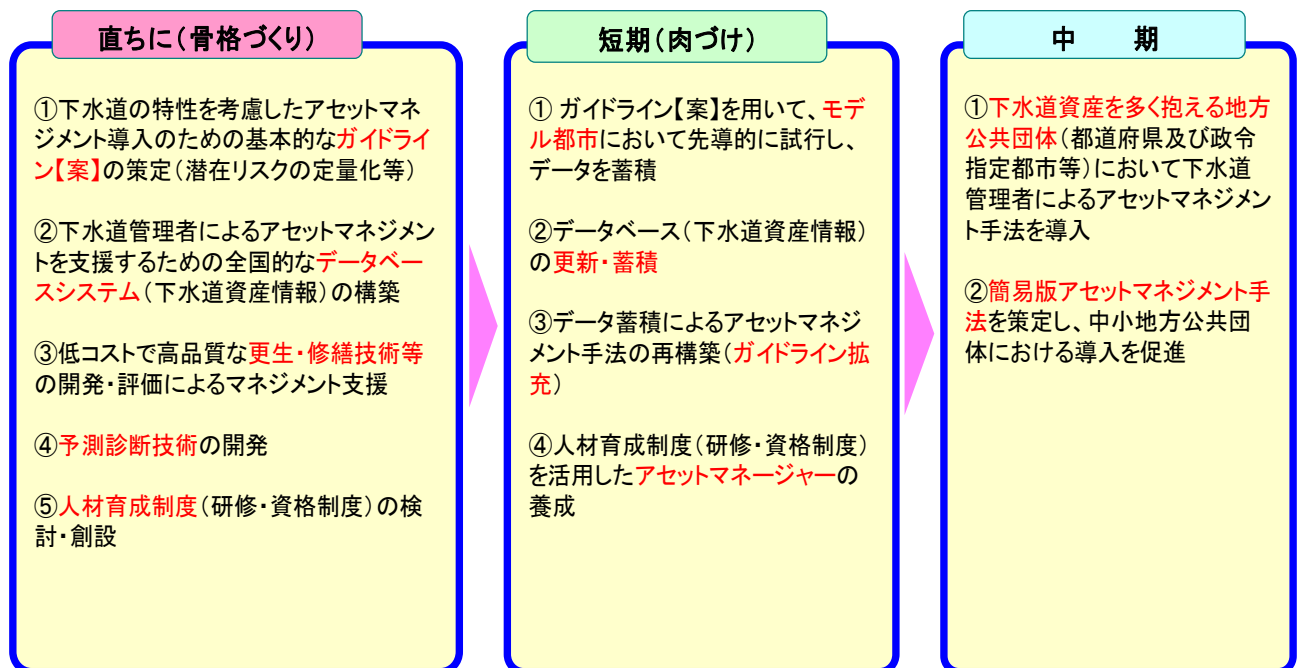 直ちに(骨格づくり)
①下水道の特性を考慮したアセットマネ
ジメント導入のための基本的なガイドライ
ン【案】の策定(潜在リスクの定量化等)
②下水道管理者によるアセットマネジメン
トを支援するための全国的なデータベー
スシステム(下水道資産情報)の構築
③低コストで高品質な更生・修繕技術等
の開発・評価によるマネジメント支援
④予測診断技術の開発
⑤人材育成制度(研修・資格制度)の検
討・創設
短期(肉づけ)
① ガイドライン【案】を用いて、モデ
ル都市において先導的に試行し、
データを蓄積
②データベース(下水道資産情報)
の更新・蓄積
③データ蓄積によるアセットマネジ
メント手法の再構築(ガイドライン拡
充)
④人材育成制度(研修・資格制度)
を活用したアセットマネージャーの
養成
中 期
①下水道資産を多く抱える地方
公共団体(都道府県及び政令
指定都市等)において下水道
管理者によるアセットマネジメン
ト手法を導入
②簡易版アセットマネジメント手
法を策定し、中小地方公共団
体における導入を促進